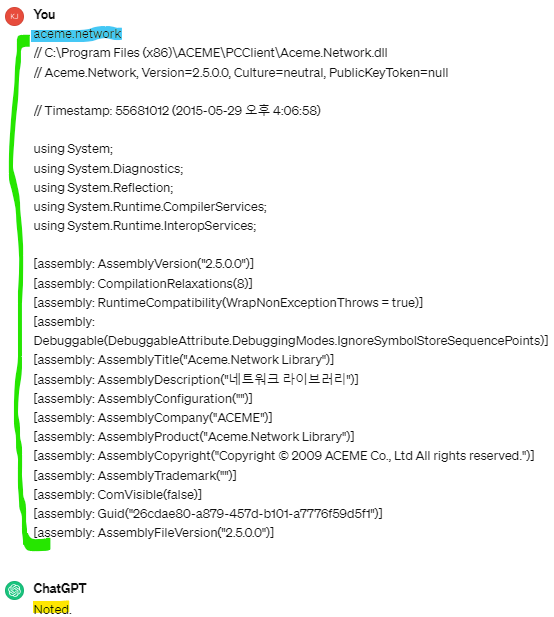 KJ
You
aceme.network
// C:\Program Files (x86)\ACEME\PCClient\Aceme.Network.dll
// Aceme.Network, Version=2.5.0.0, Culture=neutral, PublicKeyToken=null
// Timestamp: 55681012 (2015-05-29 오후 4:06:58)
using System;
using System.Diagnostics;
using System.Reflection;
using System.Runtime.CompilerServices;
using System.Runtime.InteropServices;
[assembly: AssemblyVersion("2.5.0.0")]
[assembly: CompilationRelaxations(8)]
[assembly: RuntimeCompatibility(WrapNonExceptionThrows = true)]
[assembly:
Debuggable(DebuggableAttribute.DebuggingModes.IgnoreSymbolStoreSequencePoints)]
[assembly: AssemblyTitle("Aceme.Network Library")]
[assembly: AssemblyDescription("네트워크 라이브러리")]
[assembly: AssemblyConfiguration("")]
[assembly: AssemblyCompany("ACEME")]
[assembly: AssemblyProduct("Aceme.Network Library")]
[assembly: AssemblyCopyright("Copyright © 2009 ACEME Co., Ltd All rights reserved.")]
[assembly: AssemblyTrademark("")]
[assembly: ComVisible(false)]
[assembly: Guid("26cdae80-a879-457d-b101-a7776f59d5f1")]
[assembly: AssemblyFileVersion("2.5.0.0")]
ChatGPT
Noted.